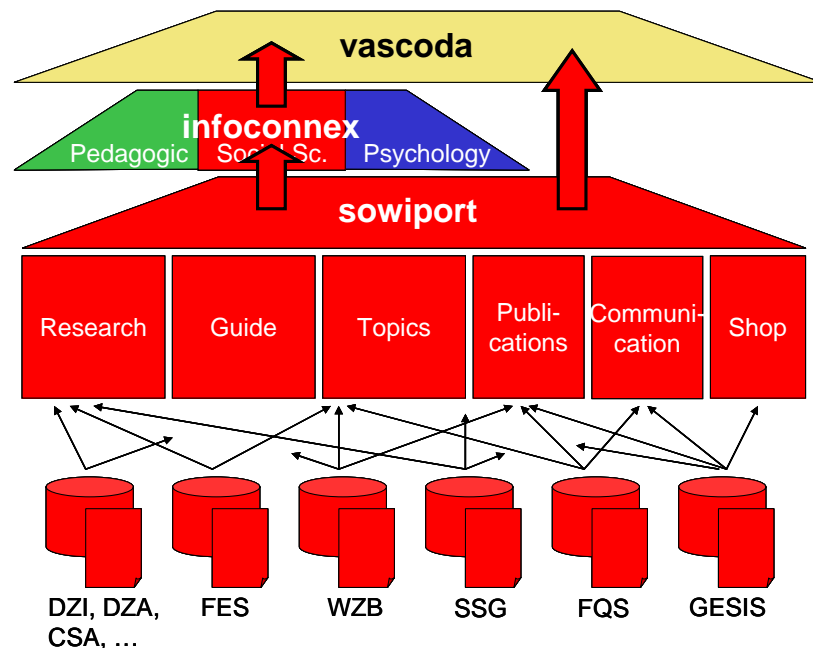 vascoda
infoconnex
Pedagogic Social Sc. Psychology
sowiport
Research Guide Topics Publi-
cations Communi-
cation Shop
DZI, DZA,
CSA, … FES WZB SSG FQS GESIS